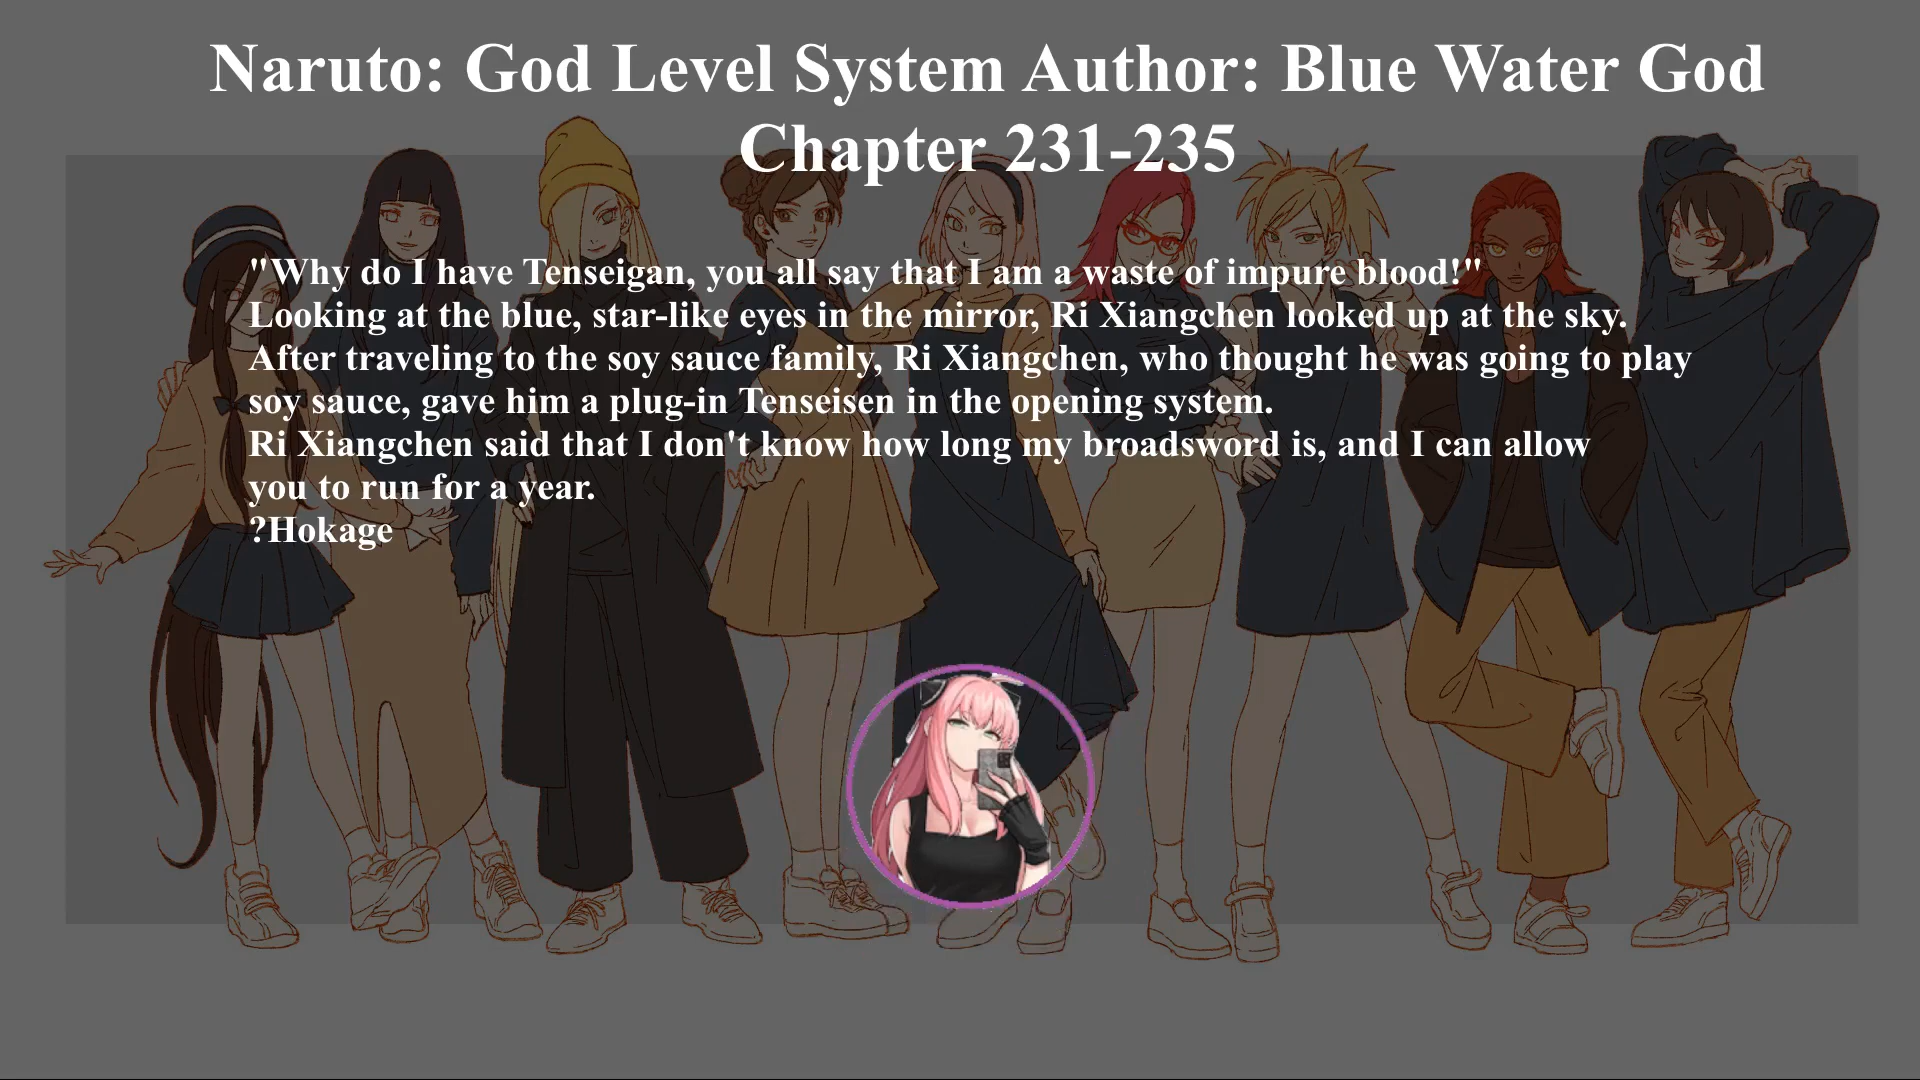 Naruto: God Level System Author: Blue Water God
Chapter 231-235
"Why do I have Tenseigan, you all say that I am a waste of impure blood!"
Looking at the blue, star-like eyes in the mirror, Ri Xiangchen looked up at the sky.
After traveling to the soy sauce family, Ri Xiangchen, who thought he was going to play
soy sauce, gave him a plug-in Tenseisen in the opening system.
Ri Xiangchen said that I don't know how long my broadsword is, and I can allow
you to run for a year.
?Hokage